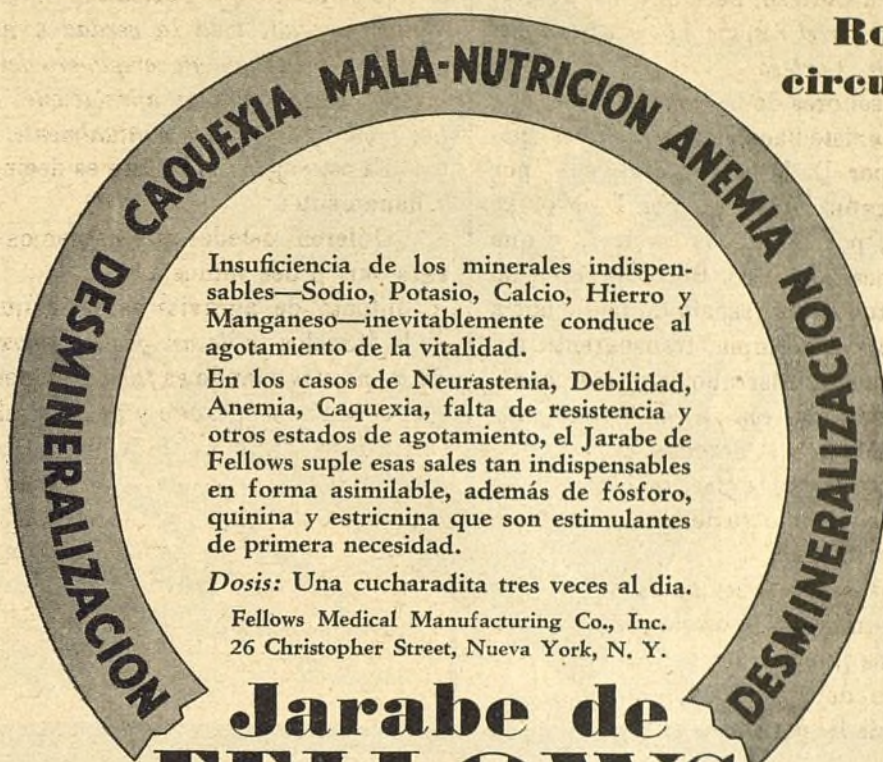 Ro
circu
DESMINERALIZACION CAQUEXIA MALA-NUTRICION ANEMIA DESMINERALIZACION
Insuficiencia de los minerales indispen-
sables—Sodio, Potasio, Calcio, Hierro y
Manganeso—inevitablemente conduce al
agotamiento de la vitalidad.
En los casos de Neurastenia, Debilidad,
Anemia, Caquexia, falta de resistencia y
otros estados de agotamiento, el Jarabe de
Fellows suple esas sales tan indispensables
en forma asimilable, además de fósforo,
quinina y estricnina que son estimulantes
de primera necesidad.
Dosis: Una cucharadita tres veces al dia.
Fellows Medical Manufacturing Co., Inc.
26 Christopher Street, Nueva York, N. Y.
Jarabe de
FELLOWS